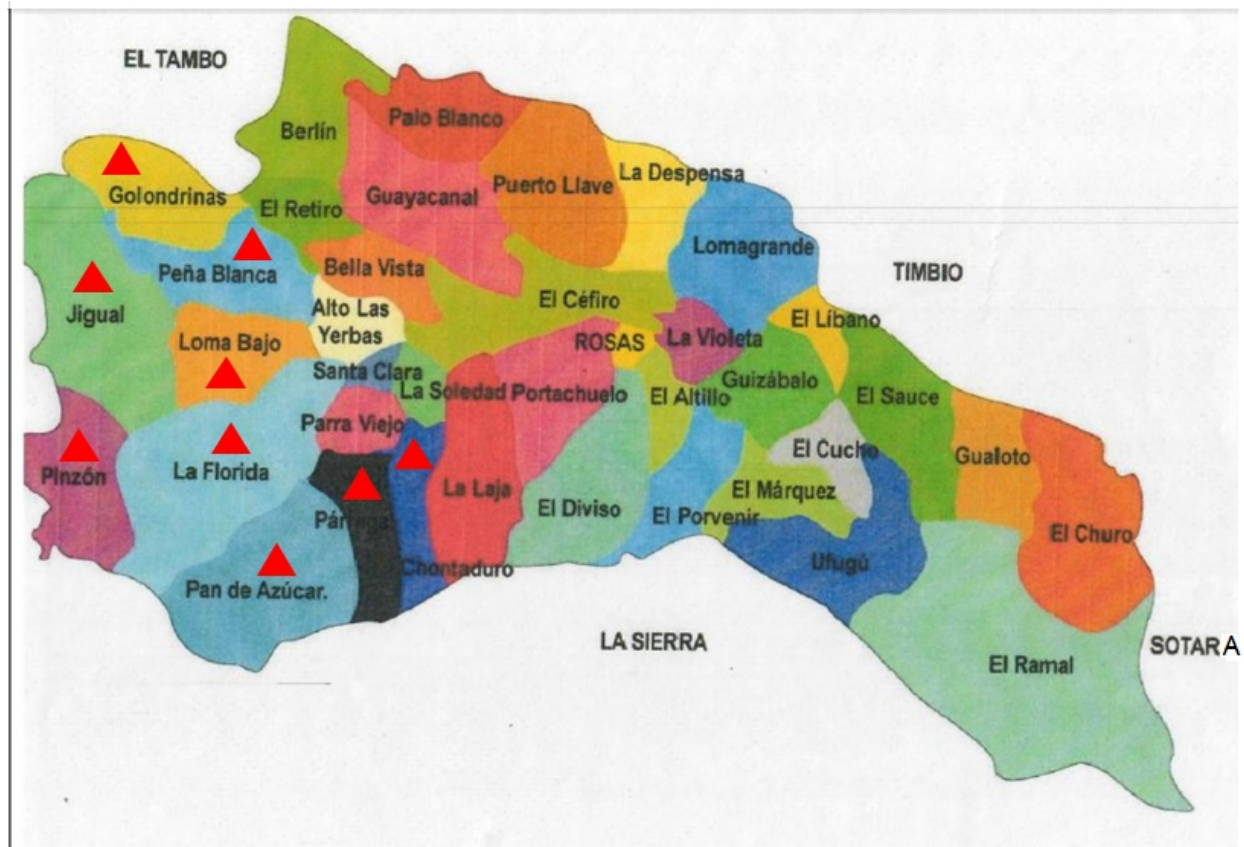 EL TAMBO
Berlín
Palo Blanco
La Despensa
Golondrinas
El Retiro
Guayacanal
Puerto Llave
Lomagrande
TIMBIO
Peña Blanca
Bella Vista
El Céfiro
Jigual
Alto Las
Yerbas
El Líbano
Loma Bajo
ROSAS
La Violeta
Santa Clara
La Soledad
Portachuelo
El Altillo
Guizábalo
El Sauce
Parra Viejo
El Cucho
Gualoto
Pinzón
La Florida
La Laja
El Márquez
El Diviso
El Porvenir
El Churo
Chontaduro
Ufugú
Pan de Azúcar.
LA SIERRA
SOTARA
El Ramal